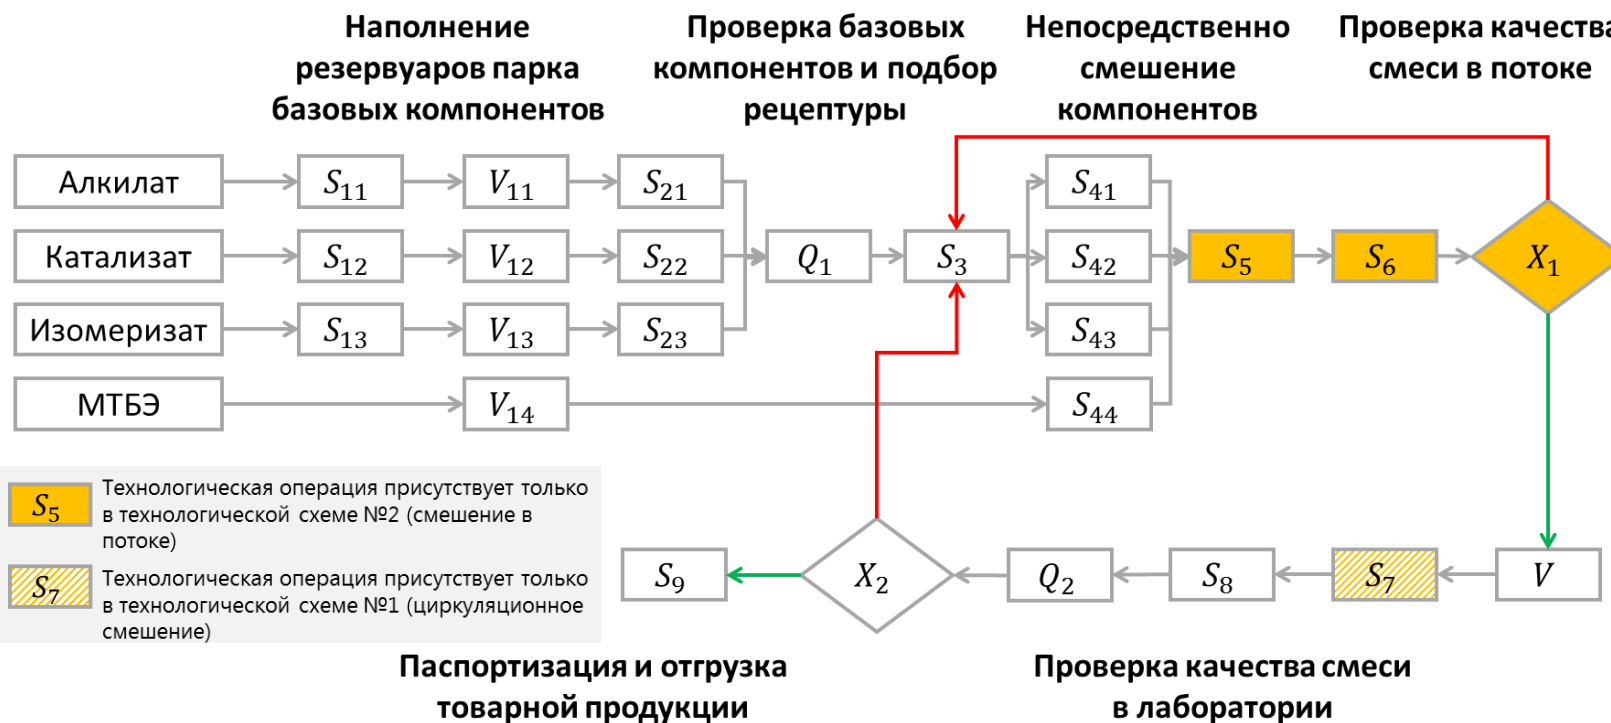 Наполнение
резервуаров парка
базовых компонентов
Проверка базовых
компонентов и подбор
рецептуры
Непосредственно
смешение
компонентов
Проверка качества
смеси в потоке
Алкилат
S11
V11
S21
S41
Катализат
S12
V12
S22
Q1
S3
S42
S5
S6
X1
Изомеризат
S13
V13
S23
S43
МТБЭ
V14
S44
S5
Технологическая операция присутствует только
в технологической схеме №2 (смешение в
потоке)
S7
Технологическая операция присутствует только
в технологической схеме №1 (циркуляционное
смешение)
S9
X2
Q2
S8
S7
V
Паспортизация и отгрузка
товарной продукции
Проверка качества смеси
в лаборатории